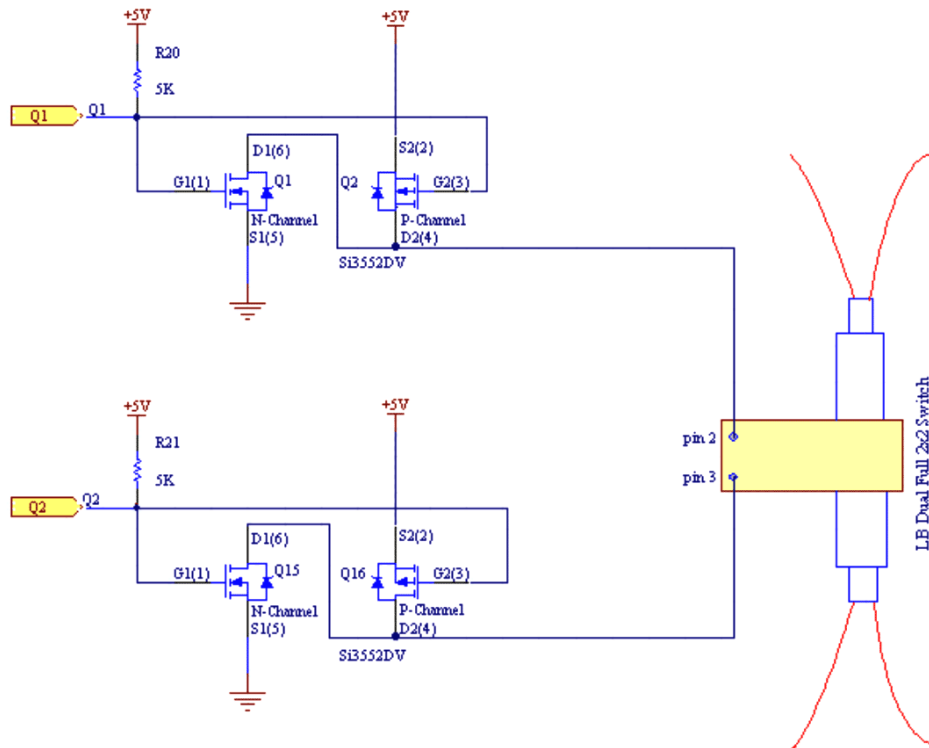 +5V
+5V
R20
5K
Q1
Q1
D1(6)
S2(2)
G1(1)
Q1
Q2
G2(3)
N-Channel
P-Channel
S1(5)
D2(4)
Si3552DV
+5V
+5V
R21
5K
Q2
Q2
D1(6)
S2(2)
G1(1)
Q15
Q16
G2(3)
N-Channel
P-Channel
S1(5)
D2(4)
Si3552DV
pin 2
pin 3
LB Dual Full 2x2 Switch